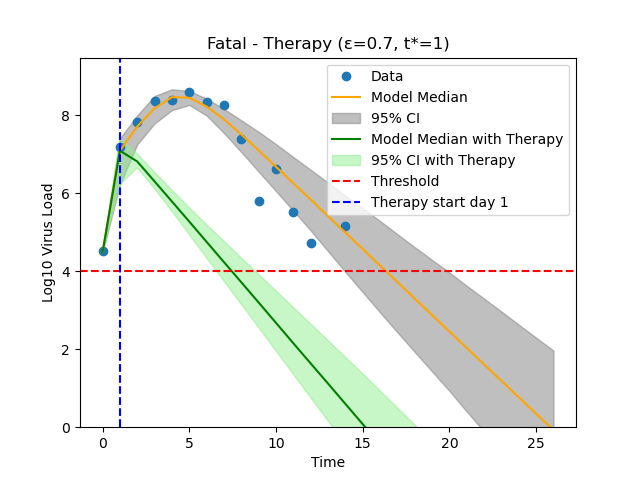 Fatal - Therapy (ε=0.7, t*=1)
Data
Model Median
95% CI
Model Median with Therapy
95% CI with Therapy
Threshold
Therapy start day 1
Log10 Virus Load
8
6
4
2
0
0 5 10 15 20 25
Time